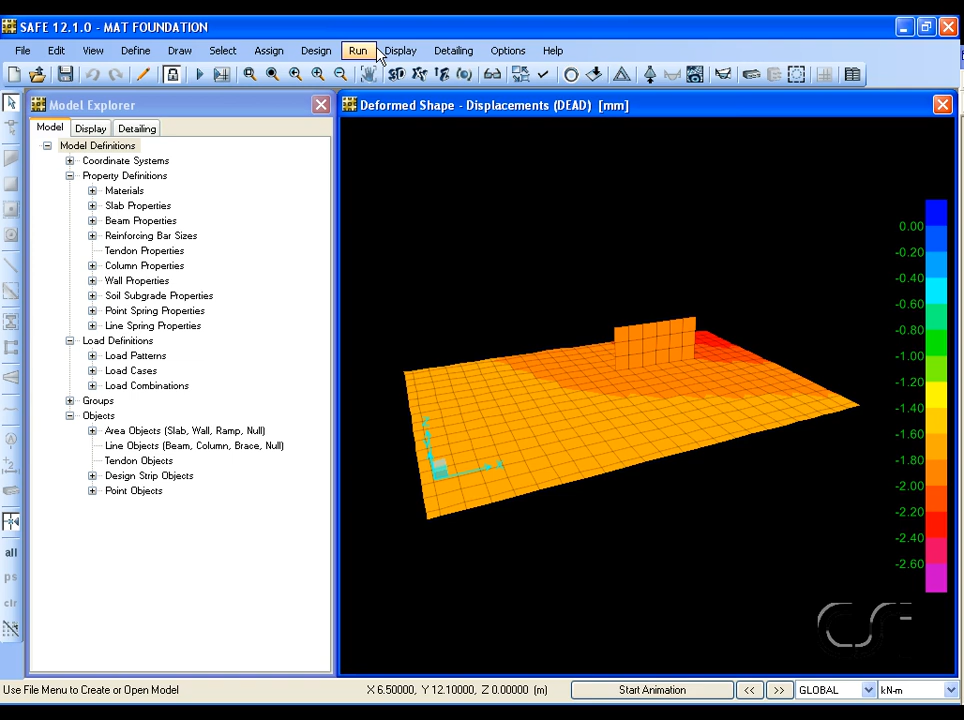 SAFE 12.1.0 - MAT FOUNDATION
File Edit View Define Draw Select Assign Design Run Display Detailing Options Help
3D
Model Explorer
Model Display Detailing
Model Definitions
Coordinate Systems
Property Definitions
Materials
Slab Properties
Beam Properties
Reinforcing Bar Sizes
Tendon Properties
Column Properties
Wall Properties
Soil Subgrade Properties
Point Spring Properties
Line Spring Properties
Load Definitions
Load Patterns
Load Cases
Load Combinations
Groups
Objects
Area Objects (Slab, Wall, Ramp, Null)
Line Objects (Beam, Column, Brace, Null)
Tendon Objects
Design Strip Objects
Point Objects
all
ps
clr
Deformed Shape - Displacements (DEAD) [mm]
0.00
-0.20
-0.40
-0.60
-0.80
-1.00
-1.20
-1.40
-1.60
-1.80
-2.00
-2.20
-2.40
-2.60
CSI
Use File Menu to Create or Open Model
X 6.50000, Y 12.10000, Z 0.00000 (m)
Start Animation
<< >>
GLOBAL
kN-m